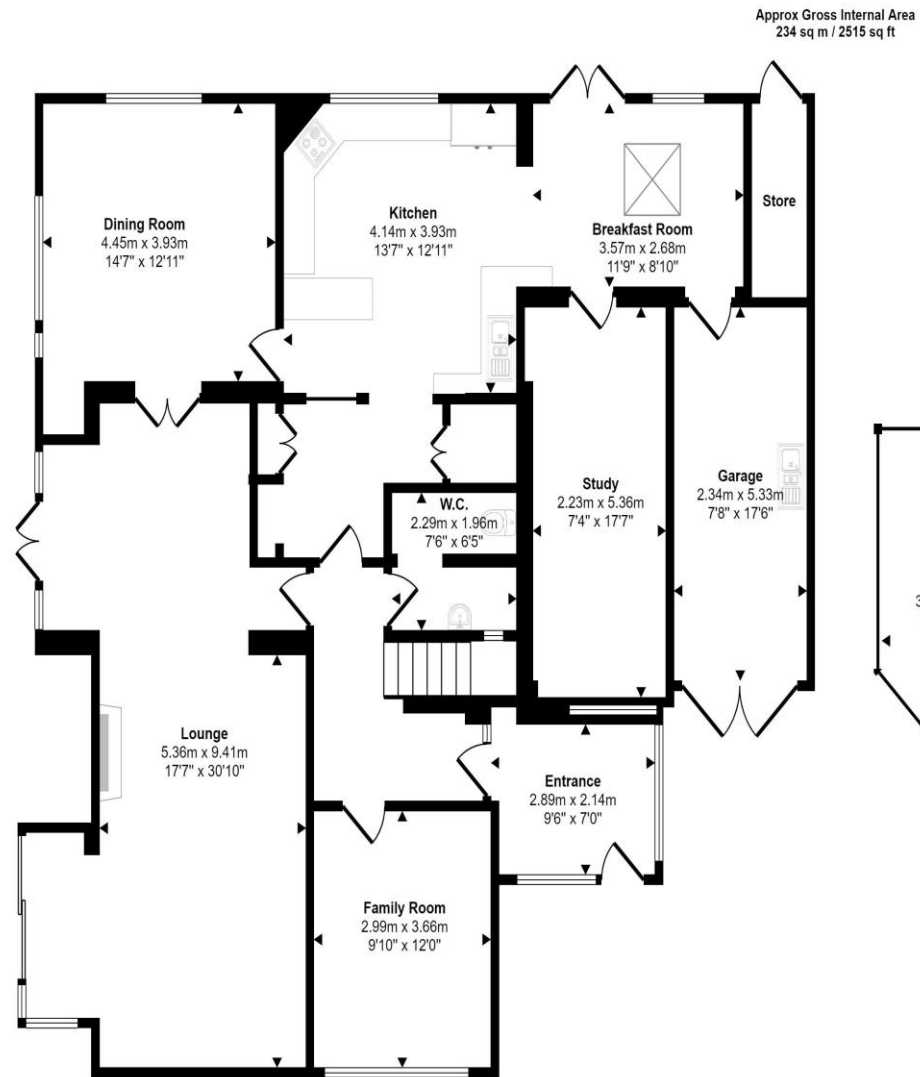 Approx Gross Internal Area
234 sq m / 2515 sq ft
Dining Room
4.45m x 3.93m
14'7" x 12'11"
Kitchen
4.14m x 3.93m
13'7" x 12'11"
Breakfast Room
3.57m x 2.68m
11'9" x 8'10"
Store
W.C.
2.29m x 1.96m
7'6" x 6'5"
Study
2.23m x 5.36m
7'4" x 17'7"
Garage
2.34m x 5.33m
7'8" x 17'6"
3
Lounge
5.36m x 9.41m
17'7" x 30'10"
Entrance
2.89m x 2.14m
9'6" x 7'0"
Family Room
2.99m x 3.66m
9'10" x 12'0"